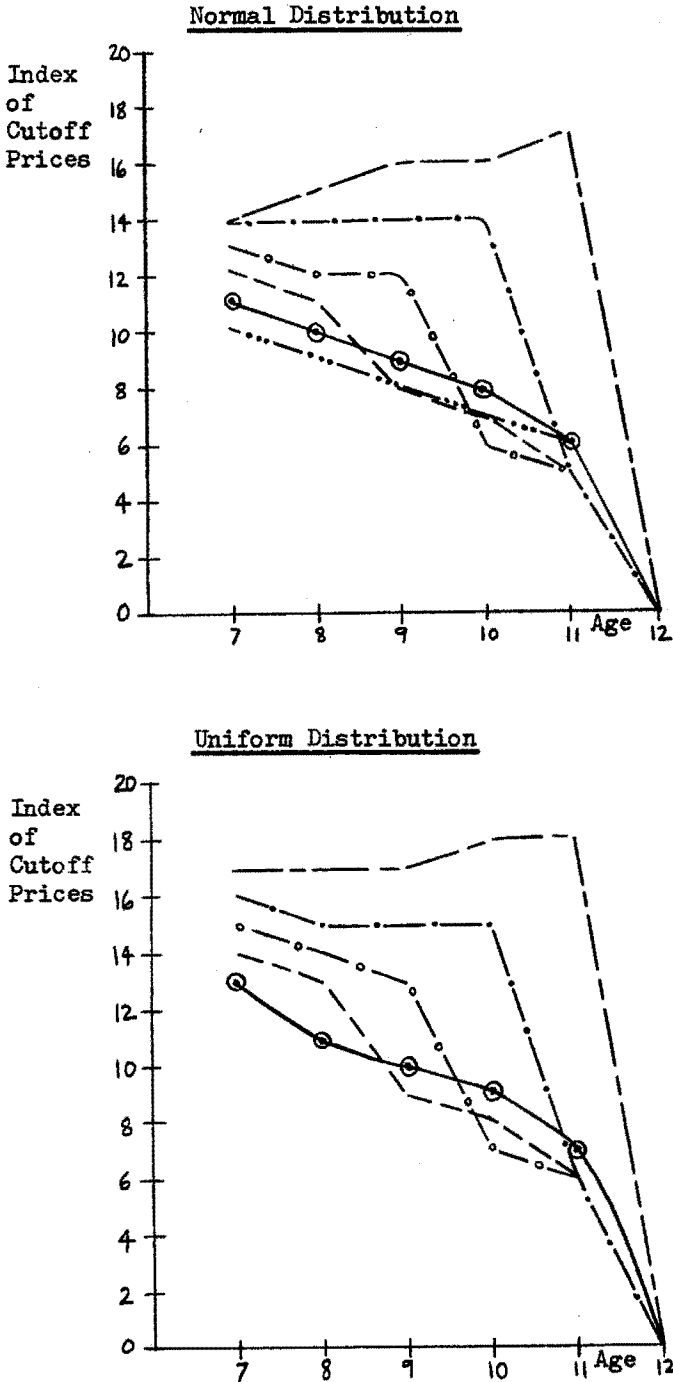 Normal Distribution
Index
of
Cutoff
Prices
20
18
16
14
12
10
8
6
4
2
0
7 8 9 10 11 Age 12
Uniform Distribution
Index
of
Cutoff
Prices
20
18
16
14
12
10
8
6
4
2
0
7 8 9 10 11 Age 12